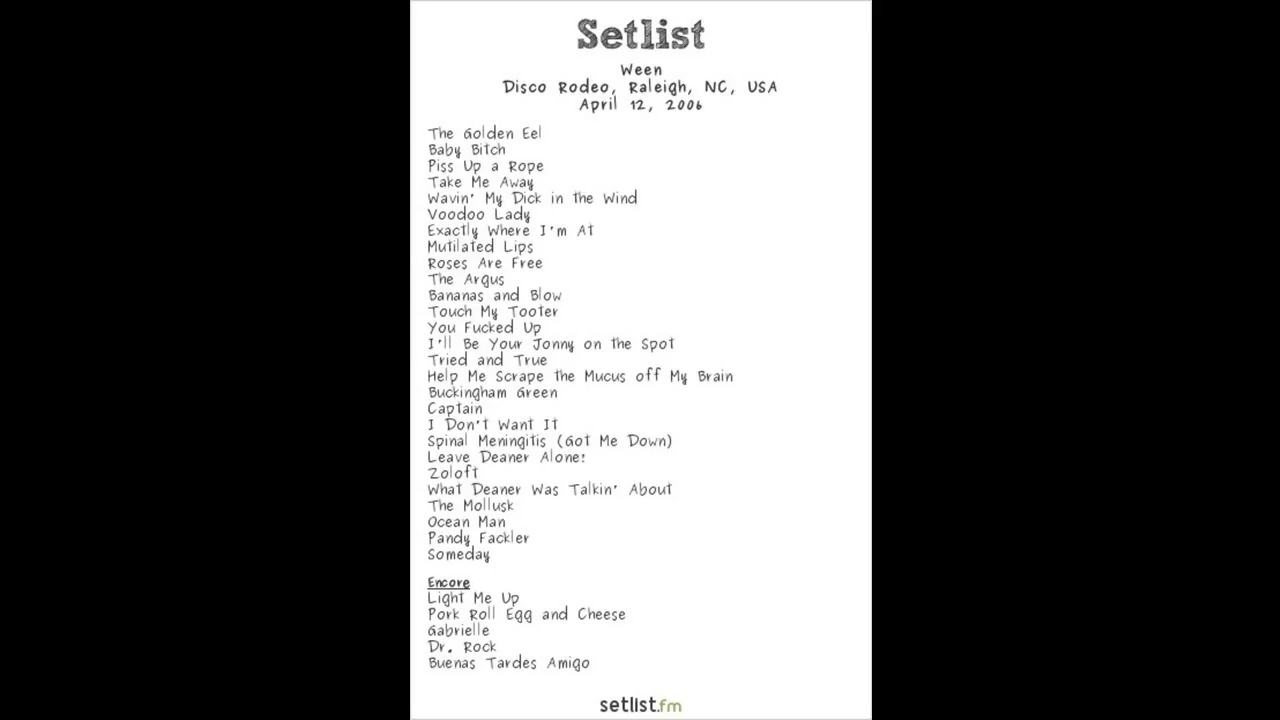 Setlist
Ween
Disco Rodeo, Raleigh, NC, USA
April 12, 2006
The Golden Eel
Baby Bitch
Piss Up a Rope
Take Me Away
Wavin' My Dick in the Wind
Voodoo Lady
Exactly Where I'm At
Mutilated Lips
Roses Are Free
The Argus
Bananas and Blow
Touch My Tooter
You Fucked Up
I'll Be Your Jonny on the Spot
Tried and True
Help Me Scrape the Mucus off My Brain
Buckingham Green
Captain
I Don't Want It
Spinal Meningitis (Got Me Down)
Leave Deaner Alone!
Zoloft
What Deaner Was Talkin' About
The Mollusk
Ocean Man
Pandy Fackler
Someday
Encore
Light Me Up
Pork Roll Egg and Cheese
Gabrielle
Dr. Rock
Buenas Tardes Amigo
setlist.fm